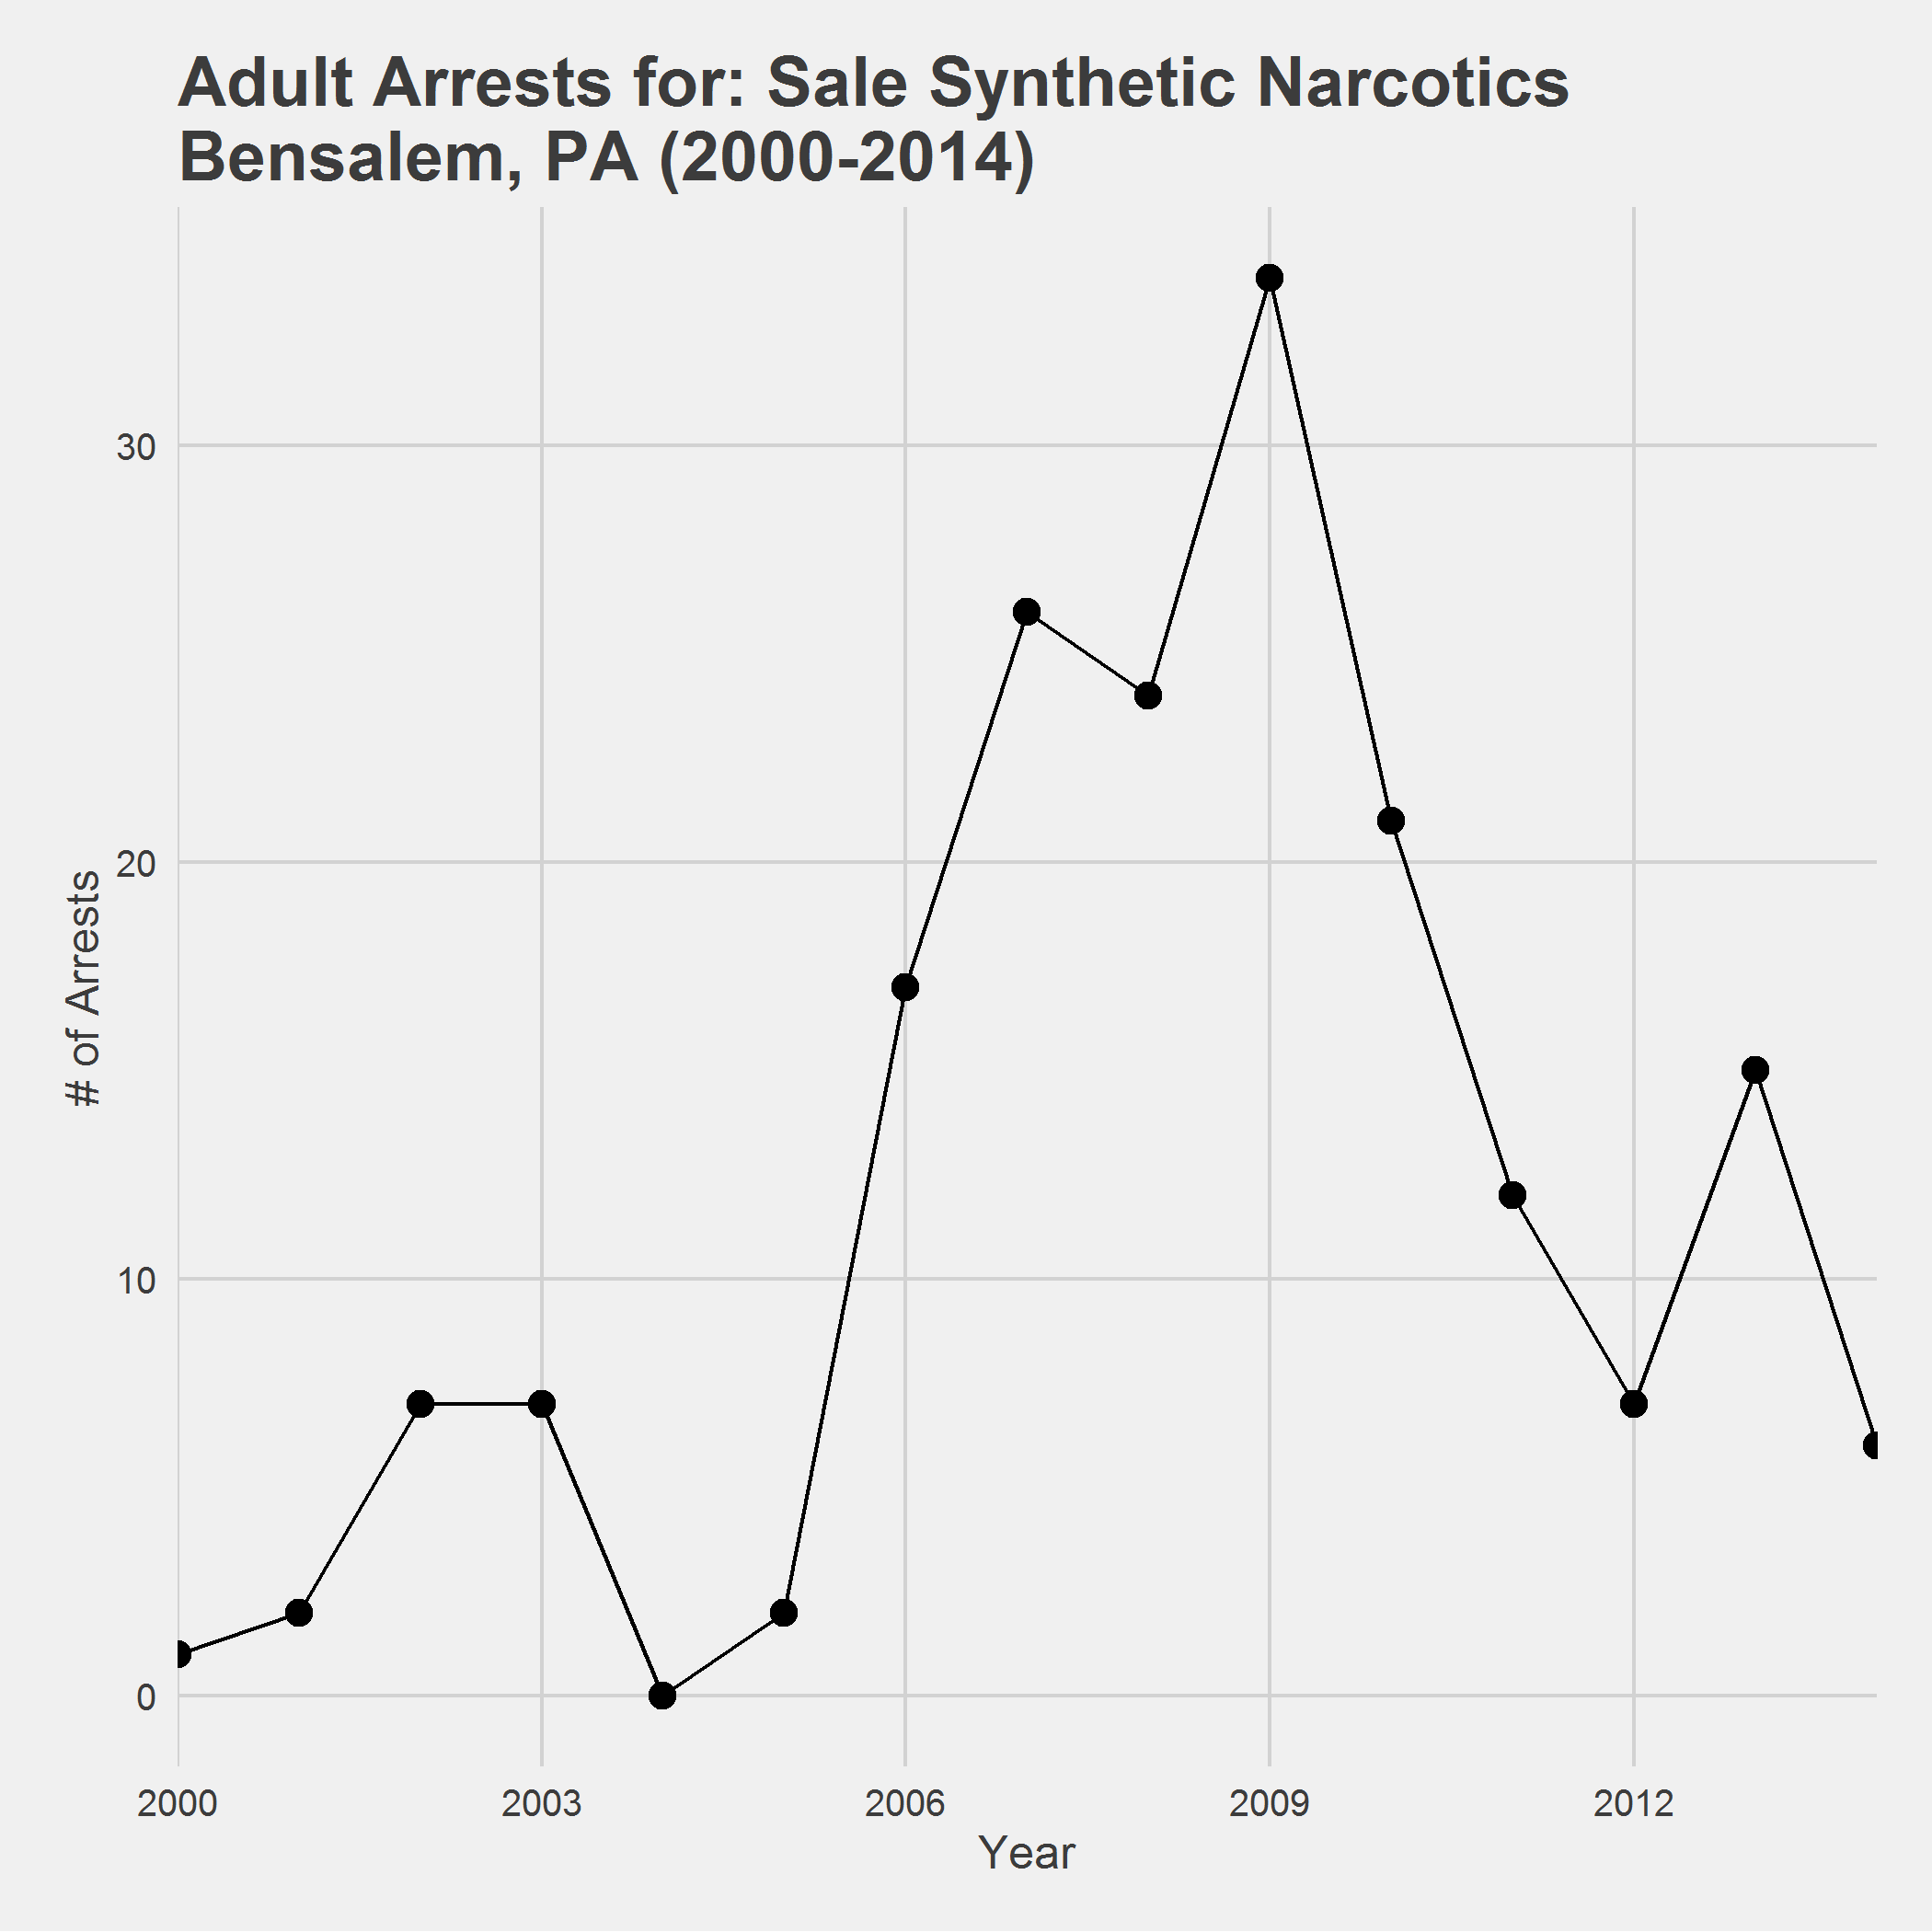 Adult Arrests for: Sale Synthetic Narcotics
Bensalem, PA (2000-2014)
# of Arrests
30
20
10
0
2000 2003 2006 2009 2012
Year